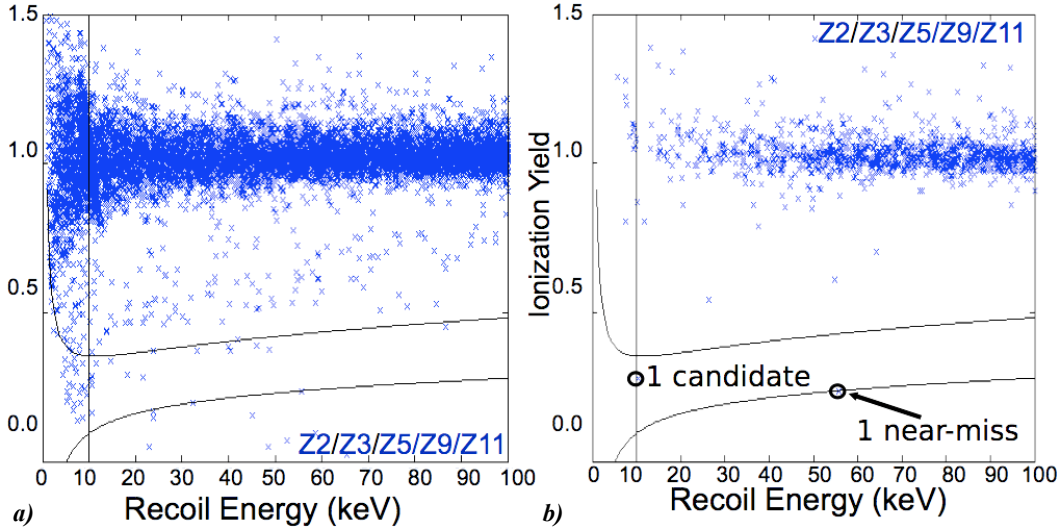 1.5
1.0
0.5
0.0
0 10 20 30 40 50 60 70 80 90 100
Recoil Energy (keV)
Z2/Z3/Z5/Z9/Z11
a)
Ionization Yield
1.5
1.0
0.5
0.0
0 10 20 30 40 50 60 70 80 90 100
Recoil Energy (keV)
Z2/Z3/Z5/Z9/Z11
1 candidate
1 near-miss
b)